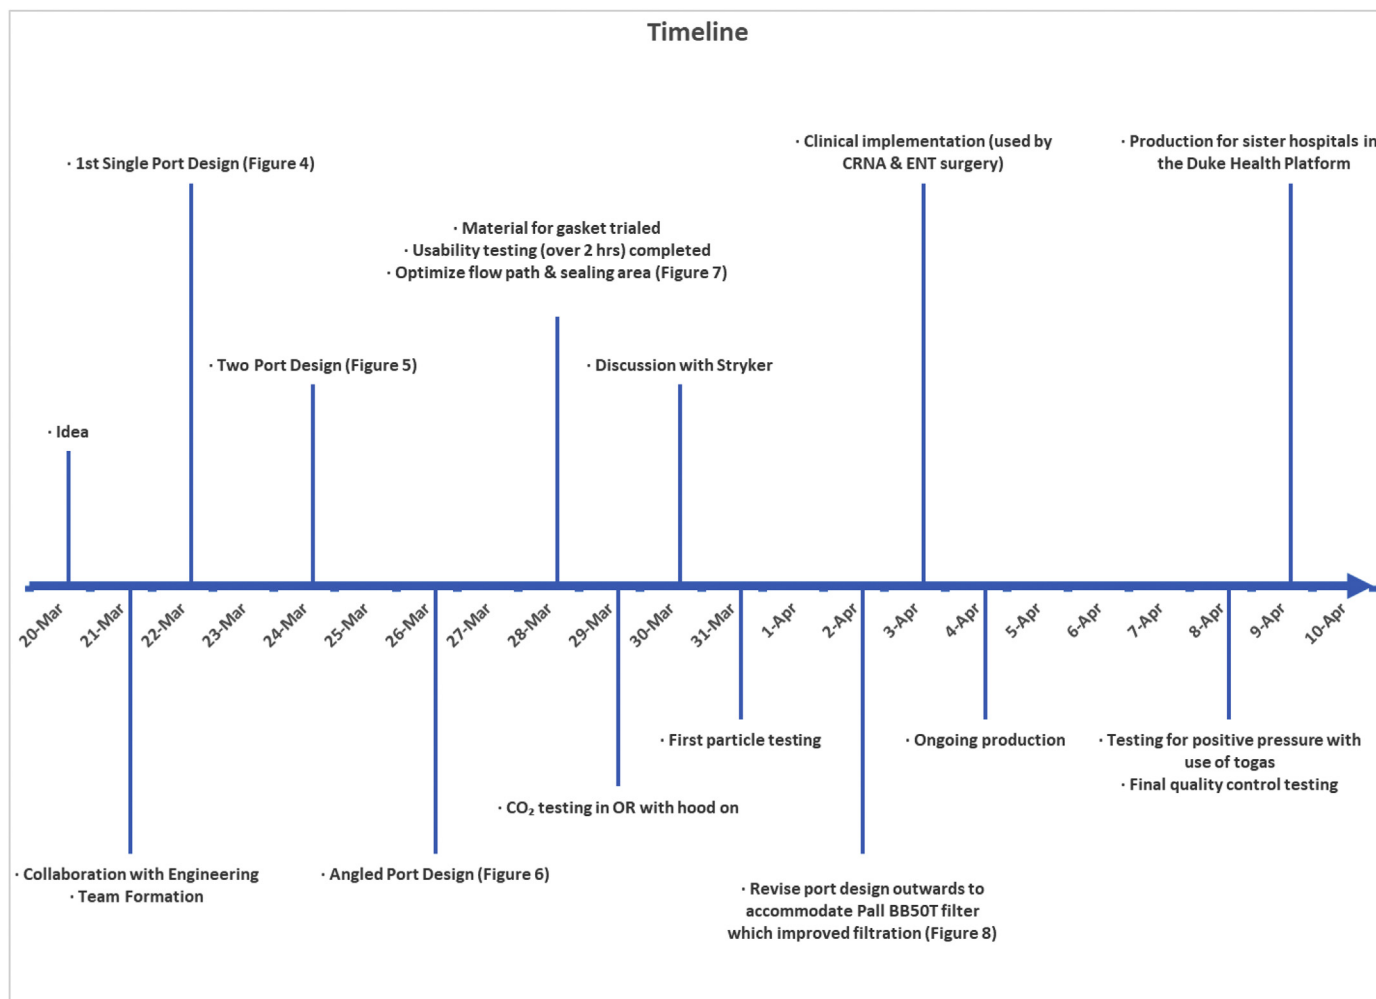 Timeline
· Clinical implementation (used by
CRNA & ENT surgery)
· Production for sister hospitals in
the Duke Health Platform
· 1st Single Port Design (Figure 4)
· Material for gasket trialed
· Usability testing (over 2 hrs) completed
· Optimize flow path & sealing area (Figure 7)
· Two Port Design (Figure 5)
· Discussion with Stryker
· Idea
20-Mar
21-Mar
22-Mar
23-Mar
24-Mar
25-Mar
26-Mar
27-Mar
28-Mar
29-Mar
30-Mar
31-Mar
1-Apr
2-Apr
3-Apr
4-Apr
5-Apr
6-Apr
7-Apr
8-Apr
9-Apr
10-Apr
· First particle testing
· Ongoing production
· Testing for positive pressure with
use of togas
· Final quality control testing
· CO₂ testing in OR with hood on
· Collaboration with Engineering
· Team Formation
· Angled Port Design (Figure 6)
· Revise port design outwards to
accommodate Pall BB50T filter
which improved filtration (Figure 8)